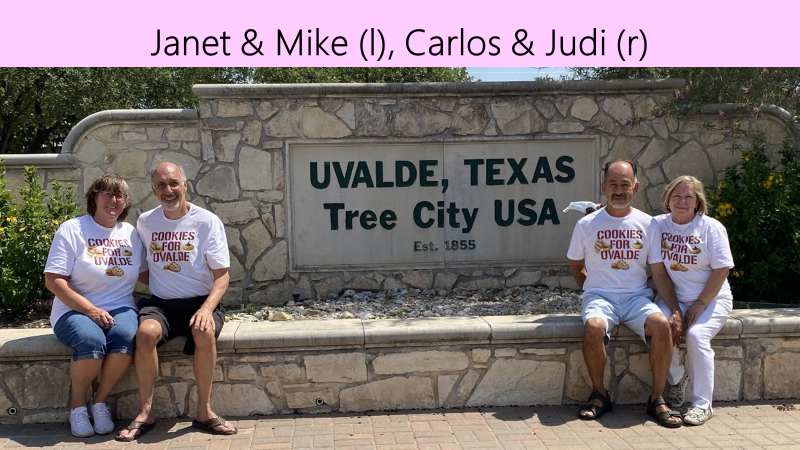 Janet & Mike (l), Carlos & Judi (r)
UVALDE, TEXAS
Tree City USA
Est. 1855
COOKIES
FOR
UVALDE
COOKIES
FOR
UVALDE
COOKIES
FOR
UVALDE
COOKIES
FOR
UVALDE